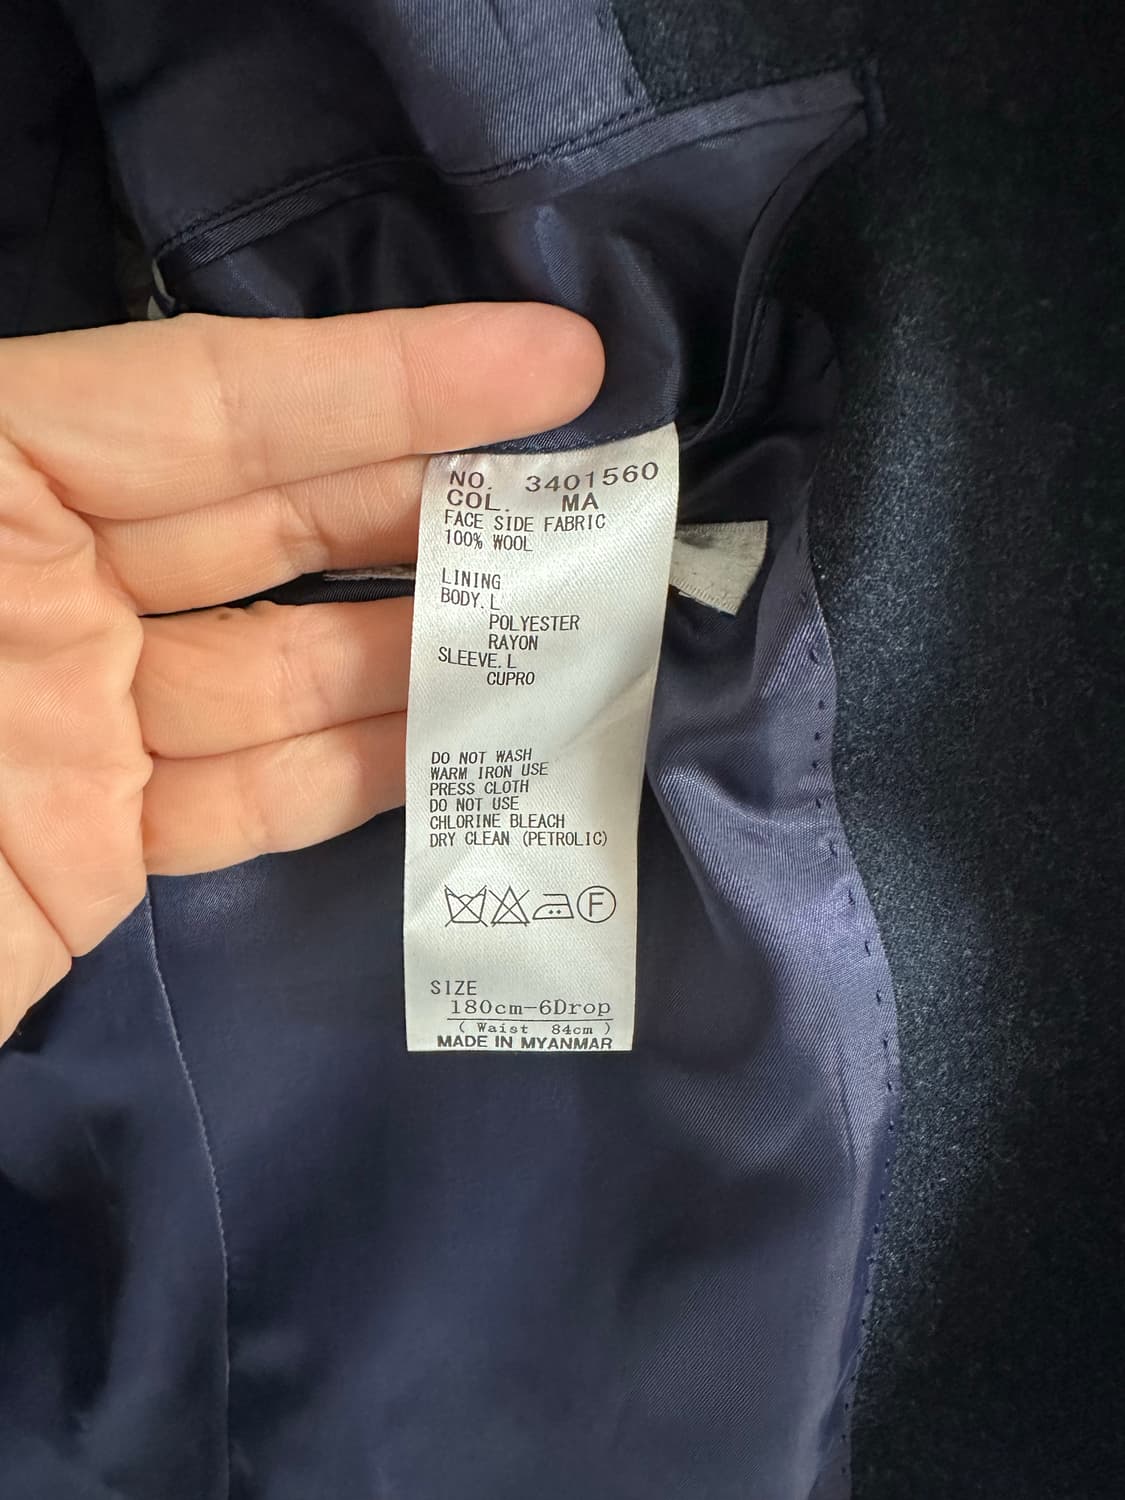 NO. 3401560
COL. MA
FACE SIDE FABRIC
100% WOOL
LINING
BODY.L
POLYESTER
RAYON
SLEEVE.L
CUPRO
DO NOT WASH
WARM IRON USE
PRESS CLOTH
DO NOT USE
CHLORINE BLEACH
DRY CLEAN (PETROLIC)
F
SIZE
180cm-6Drop
( Waist 84cm )
MADE IN MYANMAR